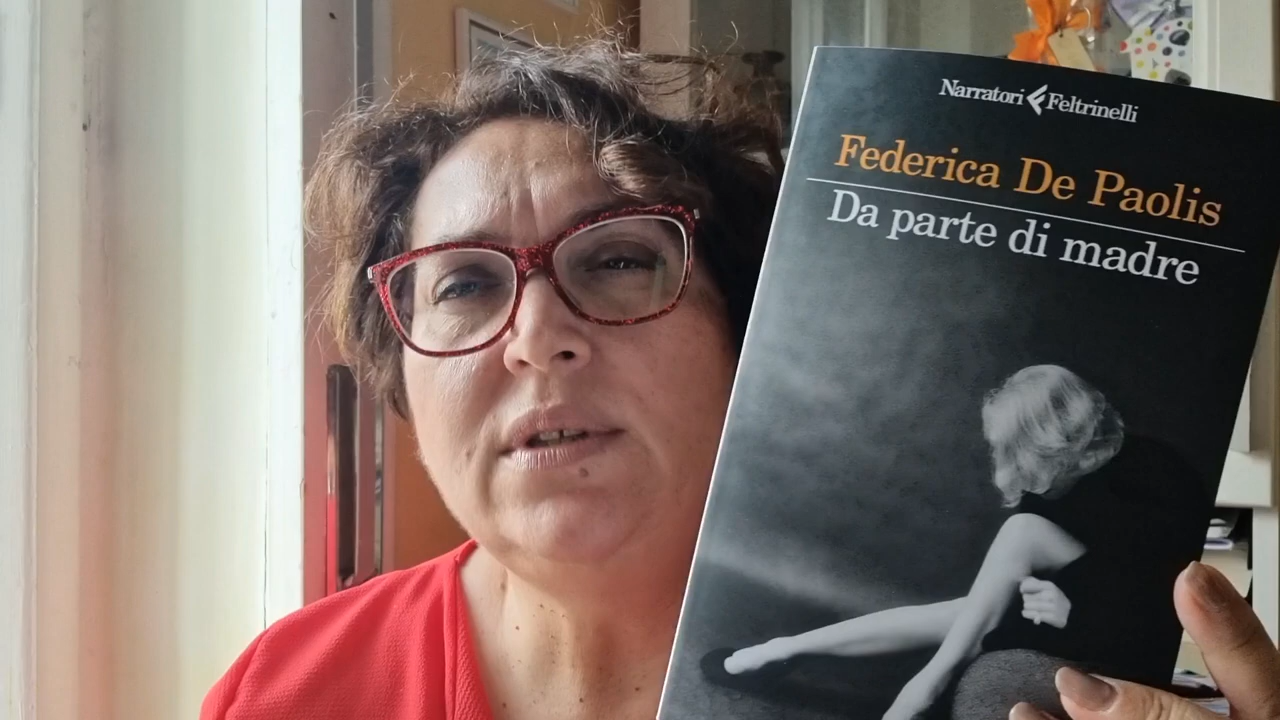 Narratori Feltrinelli
Federica De Paolis
Da parte di madre